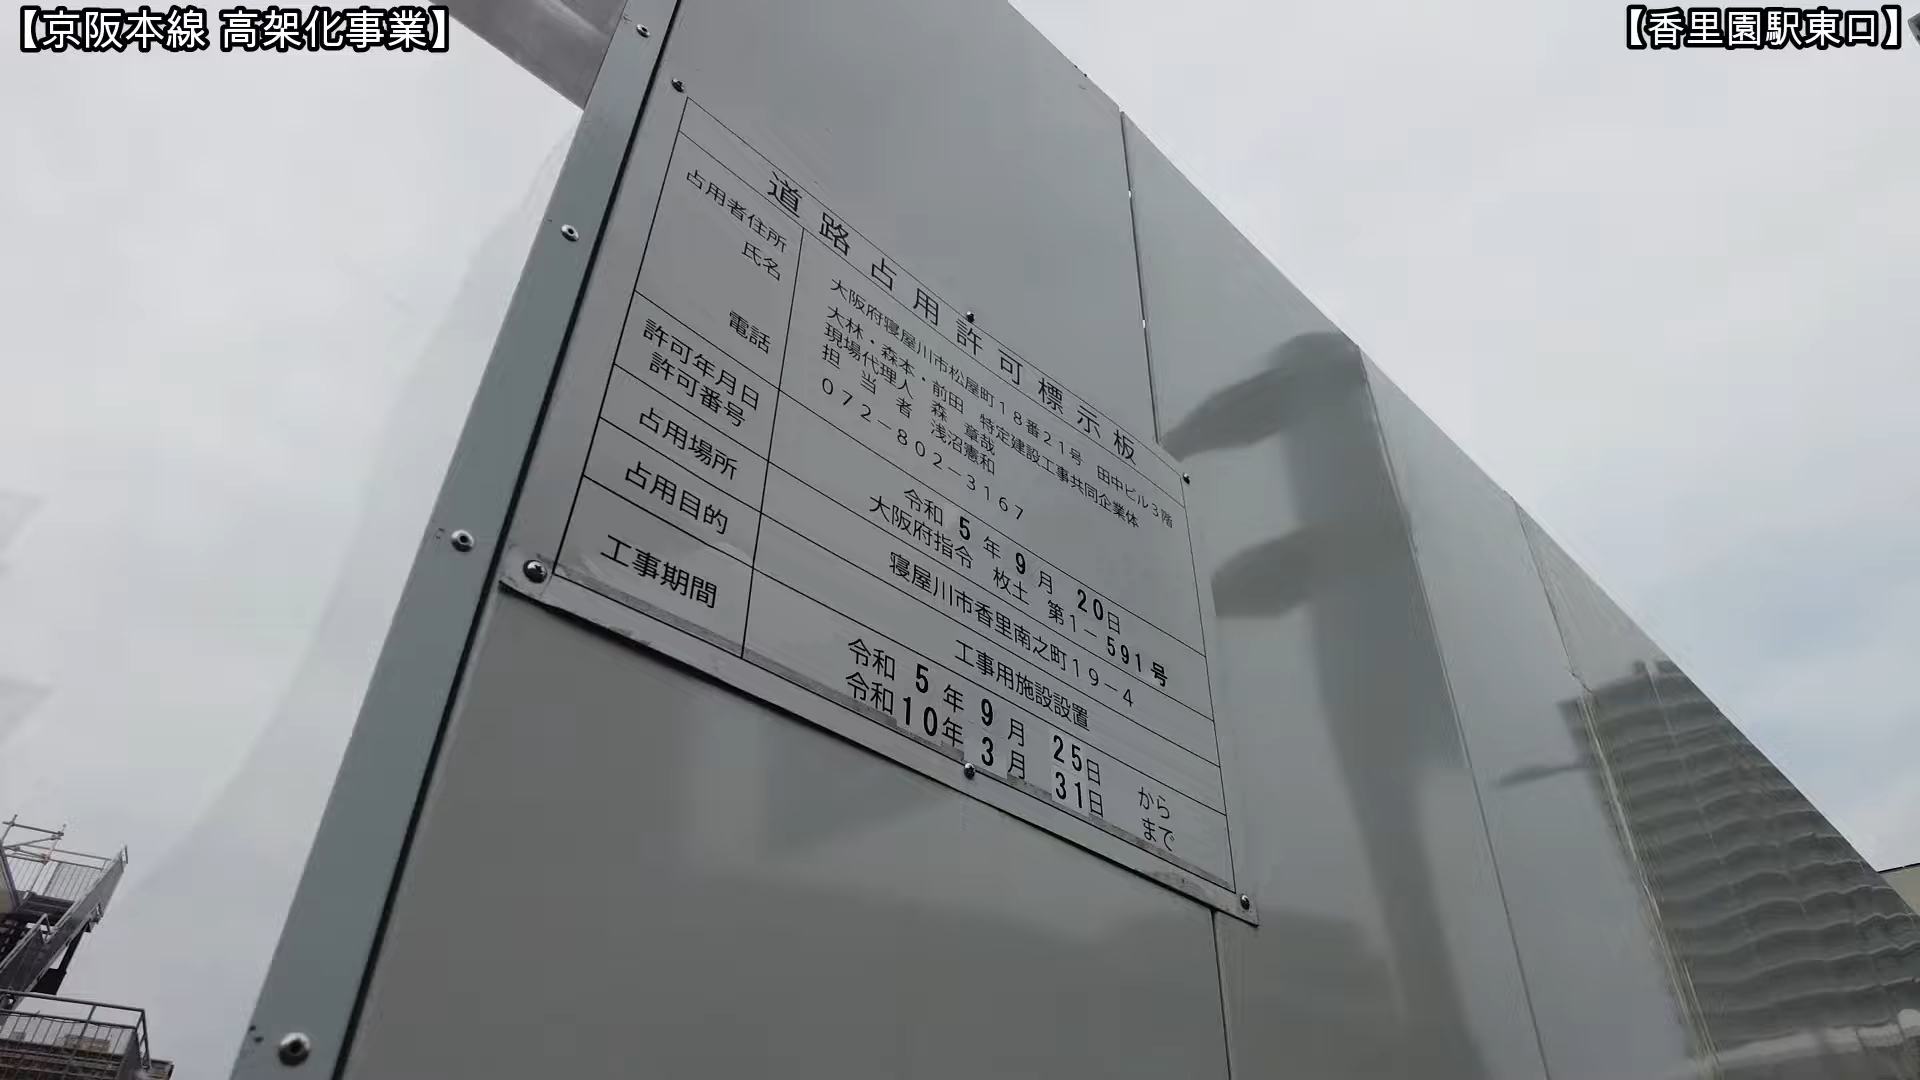 【京阪本線 高架化事業】
【香里園駅東口】
道路占用許可標示板
占用者住所
氏名
電話
大阪府寝屋川市松屋町18番21号 田中ビル3階
大林・森本・前田 特定建設工事共同企業体
現場代理人 森 章哉
担当者 浅沼憲和
072-802-3167
許可年月日
許可番号
令和5年9月20日
大阪府指令 枚土 第1-591号
占用場所
寝屋川市香里南之町19-4
占用目的
工事用施設設置
工事期間
令和5年9月25日から
令和10年3月31日まで